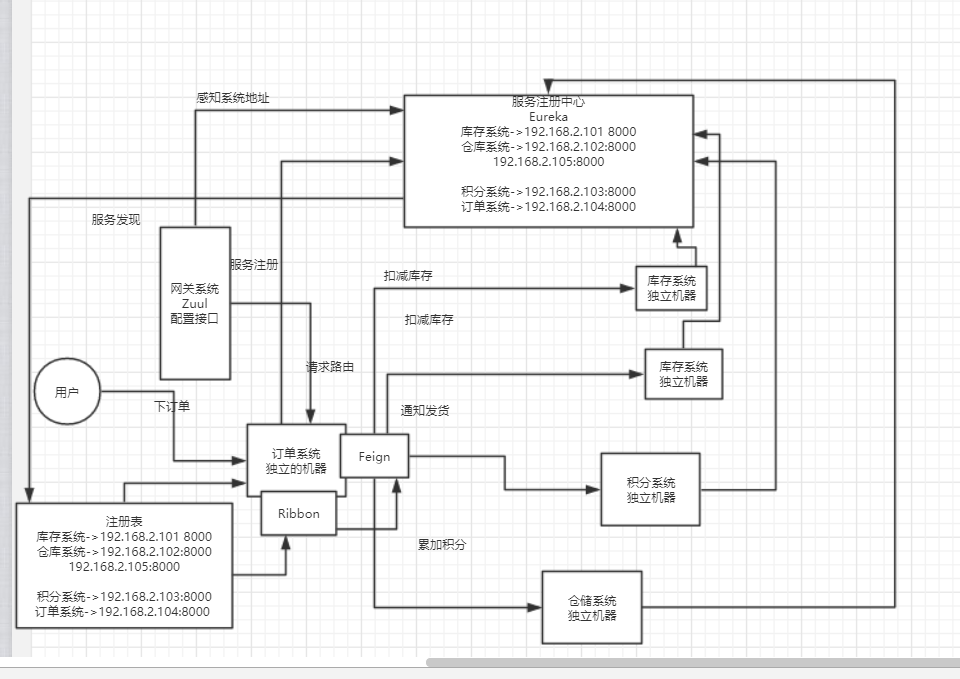 感知系统地址
服务注册中心
Eureka
库存系统->192.168.2.101 8000
仓库系统->192.168.2.102:8000
192.168.2.105:8000
积分系统->192.168.2.103:8000
订单系统->192.168.2.104:8000
服务发现
服务注册
网关系统
Zuul
配置接口
扣减库存
库存系统
独立机器
扣减库存
请求路由
库存系统
独立机器
用户
下订单
通知发货
订单系统
独立的机器
Feign
Ribbon
积分系统
独立机器
累加积分
注册表
库存系统->192.168.2.101 8000
仓库系统->192.168.2.102:8000
192.168.2.105:8000
积分系统->192.168.2.103:8000
订单系统->192.168.2.104:8000
仓储系统
独立机器